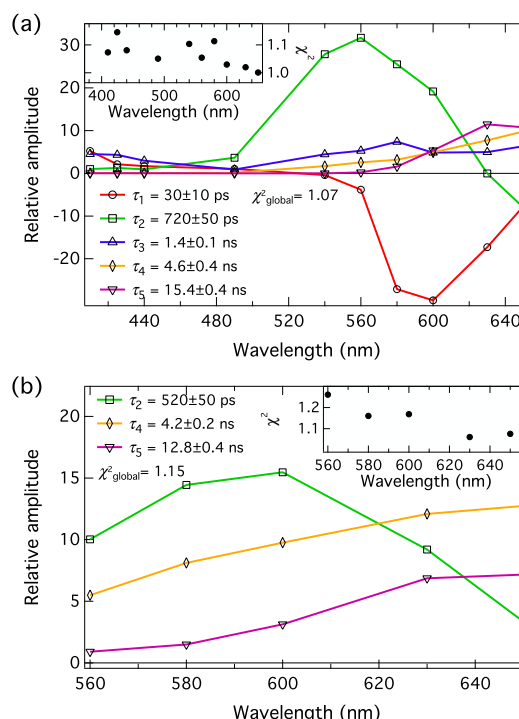 (a)
30
20
10
0
-10
-20
Relative amplitude
1.1
1.0
χ²
400 500 600
Wavelength (nm)
τ1 = 30±10 ps
χ²global= 1.07
τ2 = 720±50 ps
τ3 = 1.4±0.1 ns
τ4 = 4.6±0.4 ns
τ5 = 15.4±0.4 ns
440 480 520 560 600 640
Wavelength (nm)
(b)
20
15
10
5
0
Relative amplitude
τ2 = 520±50 ps
τ4 = 4.2±0.2 ns
τ5 = 12.8±0.4 ns
χ²global= 1.15
χ²
1.2
1.1
560 580 600 620 640
Wavelength (nm)
560 580 600 620 640
Wavelength (nm)